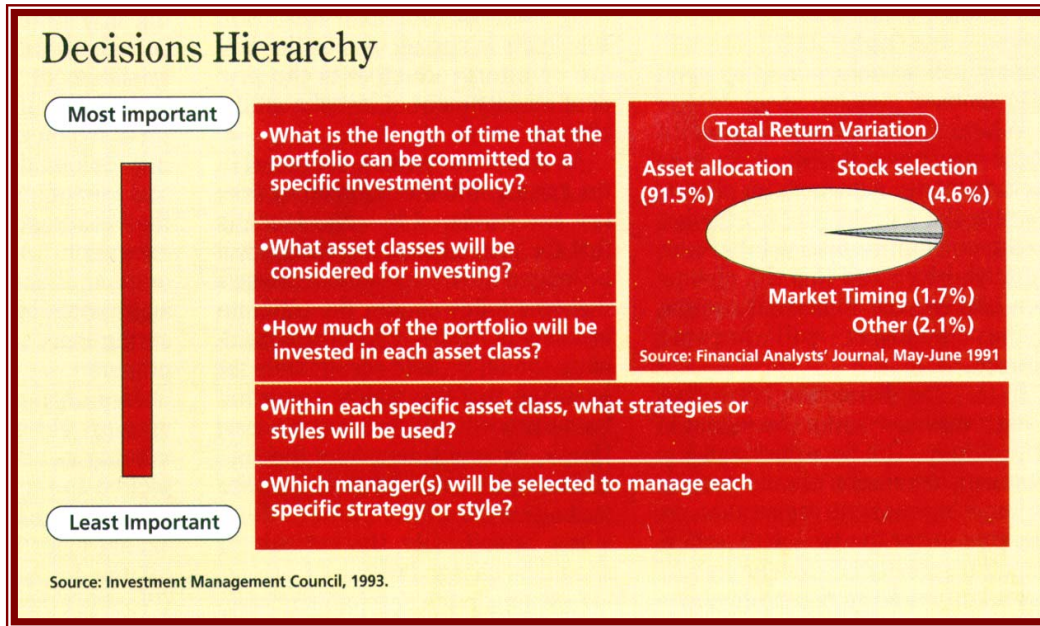 Decisions Hierarchy
Most important
•What is the length of time that the
portfolio can be committed to a
specific investment policy?
•What asset classes will be
considered for investing?
•How much of the portfolio will be
invested in each asset class?
•Within each specific asset class, what strategies or
styles will be used?
•Which manager(s) will be selected to manage each
specific strategy or style?
Least Important
Total Return Variation
Asset allocation
(91.5%)
Stock selection
(4.6%)
Market Timing (1.7%)
Other (2.1%)
Source: Financial Analysts' Journal, May-June 1991
Source: Investment Management Council, 1993.